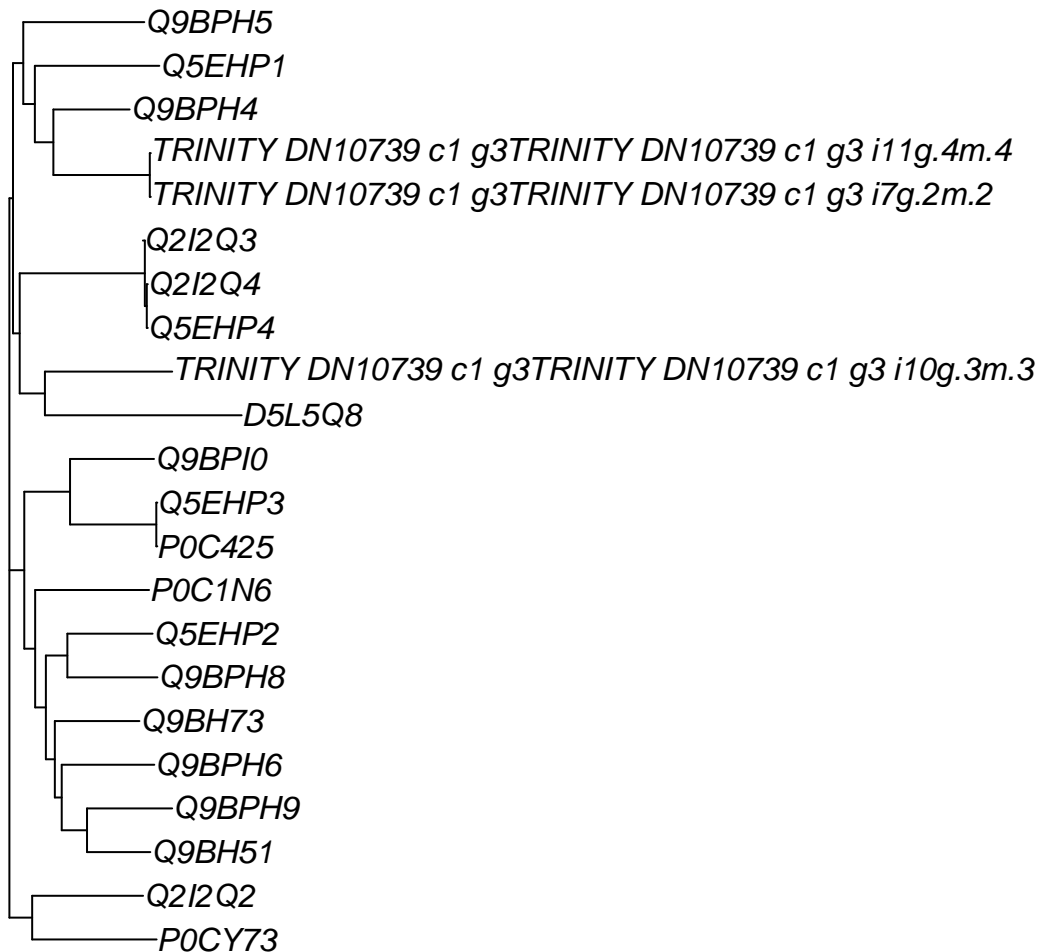 Q9BPH5
Q5EHP1
Q9BPH4
TRINITY DN10739 c1 g3TRINITY DN10739 c1 g3 i11g.4m.4
TRINITY DN10739 c1 g3TRINITY DN10739 c1 g3 i7g.2m.2
Q2I2Q3
Q2I2Q4
Q5EHP4
TRINITY DN10739 c1 g3TRINITY DN10739 c1 g3 i10g.3m.3
D5L5Q8
Q9BPI0
Q5EHP3
P0C425
P0C1N6
Q5EHP2
Q9BPH8
Q9BH73
Q9BPH6
Q9BPH9
Q9BH51
Q2I2Q2
P0CY73